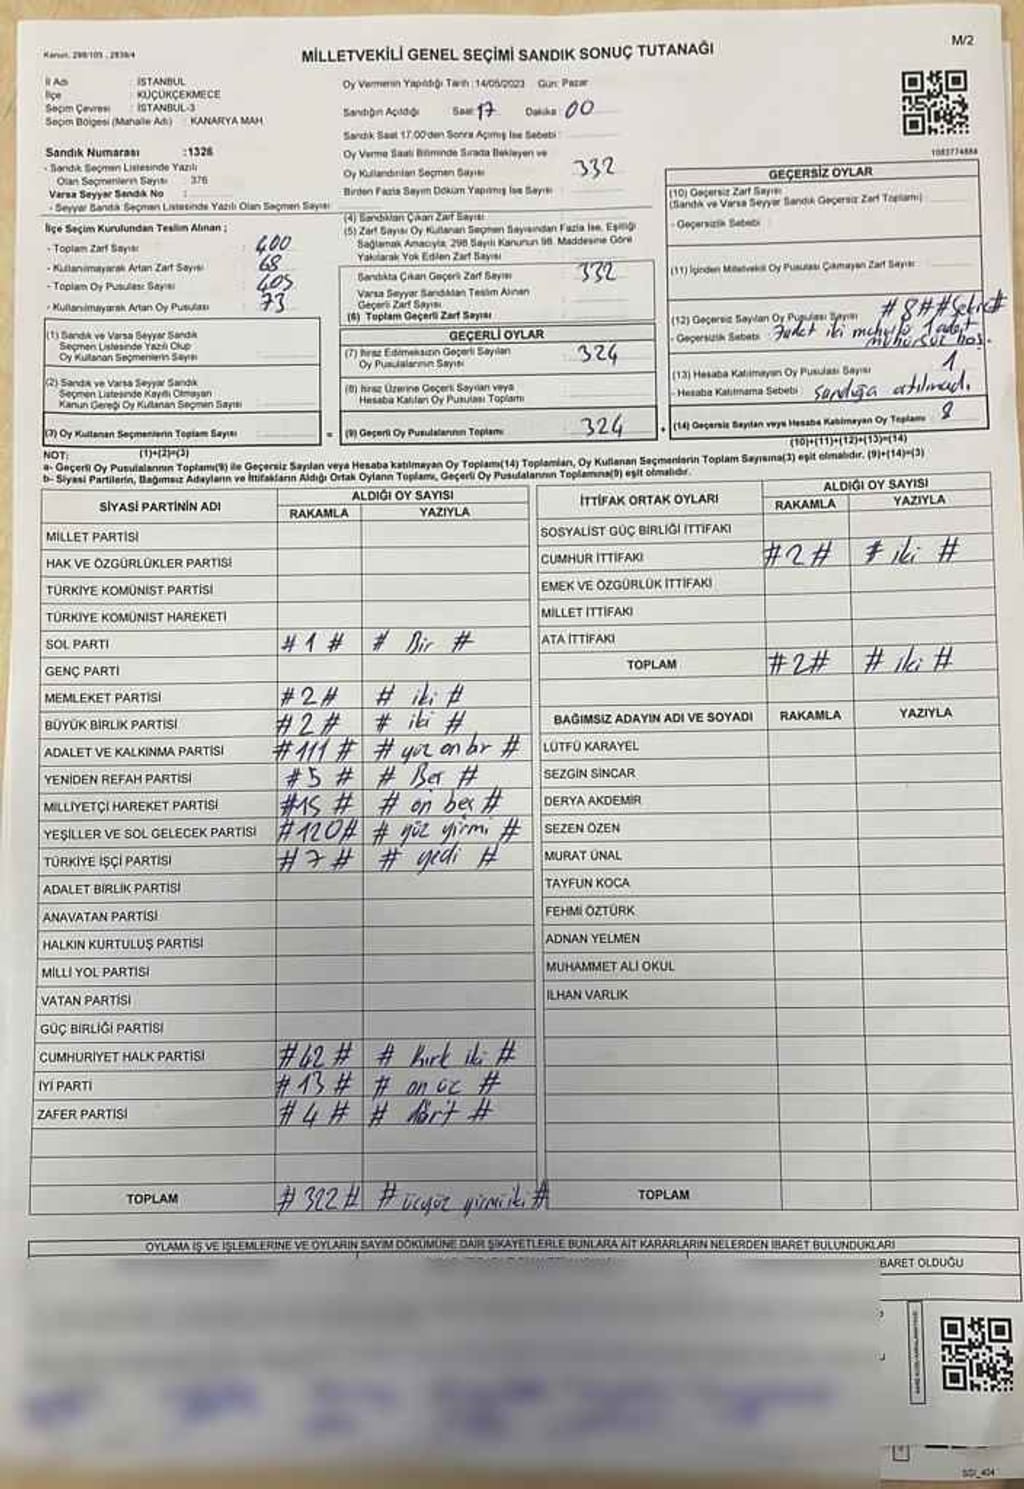 Kanun: 298/105 - 2839/4
MİLLETVEKİLİ GENEL SEÇİMİ SANDIK SONUÇ TUTANAĞI
M/2
İl Adı : İSTANBUL
İlçe : KÜÇÜKÇEKMECE
Seçim Çevresi : İSTANBUL-3
Seçim Bölgesi (Mahalle Adı) : KANARYA MAH.
Sandık Numarası :1326
- Sandık Seçmen Listesinde Yazılı
Olan Seçmenlerin Sayısı : 376
Varsa Seyyar Sandık No :
- Seyyar Sandık Seçmen Listesinde Yazılı Olan Seçmen Sayısı :
İlçe Seçim Kurulundan Teslim Alınan ;
- Toplam Zarf Sayısı : 400
- Kullanılmayarak Artan Zarf Sayısı : 68
- Toplam Oy Pusulası Sayısı : 405
- Kullanılmayarak Artan Oy Pusulası : 73
(1) Sandık ve Varsa Seyyar Sandık
Seçmen Listesinde Yazılı Olup
Oy Kullanan Seçmenlerin Sayısı
(2) Sandık ve Varsa Seyyar Sandık
Seçmen Listesinde Kayıtlı Olmayan
Kanun Gereği Oy Kullanan Seçmen Sayısı
(3) Oy Kullanan Seçmenlerin Toplam Sayısı
(1)+(2)=(3)
Oy Vermenin Yapıldığı Tarih : 14/05/2023 Gün: Pazar
Sandığın Açıldığı Saat: 17 Dakika: 00
Sandık Saat 17.00'den Sonra Açımış İse Sebebi :
Oy Verme Saati Bitiminde Sırada Bekleyen ve
Oy Kullandırılan Seçmen Sayısı : 332
Birden Fazla Sayım Döküm Yapılmış İse Sayısı :
(4) Sandıktan Çıkan Zarf Sayısı :
(5) Zarf Sayısı Oy Kullanan Seçmen Sayısından Fazla İse, Eşitliği
Sağlamak Amacıyla, 298 Sayılı Kanunun 98. Maddesine Göre
Yakılarak Yok Edilen Zarf Sayısı :
Sandıkta Çıkan Geçerli Zarf Sayısı : 332
Varsa Seyyar Sandıktan Teslim Alınan
Geçerli Zarf Sayısı
(6) Toplam Geçerli Zarf Sayısı
GEÇERLİ OYLAR
(7) İtiraz Edilmeksizin Geçerli Sayılan
Oy Pusulalarının Sayısı : 324
(8) İtiraz Üzerine Geçerli Sayılan veya
Hesaba Katılan Oy Pusulası Toplamı
= (9) Geçerli Oy Pusulalarının Toplamı 324
1083774884
GEÇERSİZ OYLAR
(10) Geçersiz Zarf Sayısı
(Sandık ve Varsa Seyyar Sandık Geçersiz Zarf Toplamı) :
- Geçersizlik Sebebi :
(11) İçinden Milletvekili Oy Pusulası Çıkmayan Zarf Sayısı :
(12) Geçersiz Sayılan Oy Pusulası Sayısı : # 8 # # Sekiz #
- Geçersizlik Sebebi : 7 adet iki mühür 1 adet
mühürsüz boş.
(13) Hesaba Katılmayan Oy Pusulası Sayısı : 1
- Hesaba Katılmama Sebebi : sandığa atılmadı.
+ (14) Geçersiz Sayılan veya Hesaba Katılmayan Oy Toplamı 8
(10)+(11)+(12)+(13)=(14)
NOT:
a- Geçerli Oy Pusulalarının Toplamı(9) ile Geçersiz Sayılan veya Hesaba katılmayan Oy Toplamı(14) Toplamları, Oy Kullanan Seçmenlerin Toplam Sayısına(3) eşit olmalıdır. (9)+(14)=(3)
b- Siyasi Partilerin, Bağımsız Adayların ve İttifakların Aldığı Ortak Oyların Toplamı, Geçerli Oy Pusulalarının Toplamına(9) eşit olmalıdır.
SİYASİ PARTİNİN ADI ALDIĞI OY SAYISI
RAKAMLA YAZIYLA
MİLLET PARTİSİ
HAK VE ÖZGÜRLÜKLER PARTİSİ
TÜRKİYE KOMÜNİST PARTİSİ
TÜRKİYE KOMÜNİST HAREKETİ
SOL PARTİ # 1 # # Bir #
GENÇ PARTİ
MEMLEKET PARTİSİ # 2 # # iki #
BÜYÜK BİRLİK PARTİSİ # 2 # # iki #
ADALET VE KALKINMA PARTİSİ # 111 # # yüz on bir #
YENİDEN REFAH PARTİSİ # 5 # # Beş #
MİLLİYETÇİ HAREKET PARTİSİ # 15 # # on beş #
YEŞİLLER VE SOL GELECEK PARTİSİ # 120 # # yüz yirmi #
TÜRKİYE İŞÇİ PARTİSİ # 7 # # yedi #
ADALET BİRLİK PARTİSİ
ANAVATAN PARTİSİ
HALKIN KURTULUŞ PARTİSİ
MİLLİ YOL PARTİSİ
VATAN PARTİSİ
GÜÇ BİRLİĞİ PARTİSİ
CUMHURİYET HALK PARTİSİ # 42 # # kırk iki #
İYİ PARTİ # 13 # # on üç #
ZAFER PARTİSİ # 4 # # dört #
TOPLAM # 322 # # üçyüz yirmi iki #
İTTİFAK ORTAK OYLARI ALDIĞI OY SAYISI
RAKAMLA YAZIYLA
SOSYALİST GÜÇ BİRLİĞİ İTTİFAKI
CUMHUR İTTİFAKI # 2 # # iki #
EMEK VE ÖZGÜRLÜK İTTİFAKI
MİLLET İTTİFAKI
ATA İTTİFAKI
TOPLAM # 2 # # iki #
BAĞIMSIZ ADAYIN ADI VE SOYADI RAKAMLA YAZIYLA
LÜTFÜ KARAYEL
SEZGİN SİNCAR
DERYA AKDEMİR
SEZEN ÖZEN
MURAT ÜNAL
TAYFUN KOCA
FEHMİ ÖZTÜRK
ADNAN YELMEN
MUHAMMET ALİ OKUL
İLHAN VARLIK
TOPLAM
OYLAMA İŞ VE İŞLEMLERİNE VE OYLARIN SAYIM DÖKÜMÜNE DAİR ŞİKAYETLERLE BUNLARA AİT KARARLARIN NELERDEN İBARET BULUNDUKLARI
BARET OLDUĞU
SGI_404